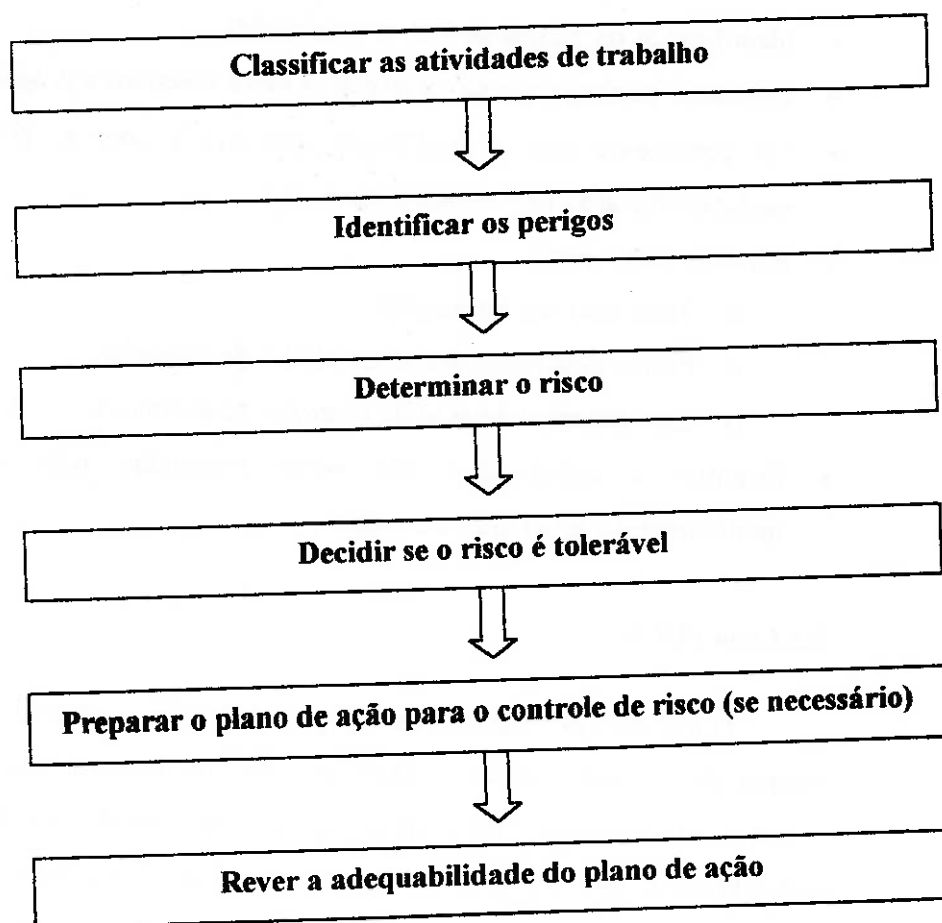 Classificar as atividades de trabalho
Identificar os perigos
Determinar o risco
Decidir se o risco é tolerável
Preparar o plano de ação para o controle de risco (se necessário)
Rever a adequabilidade do plano de ação